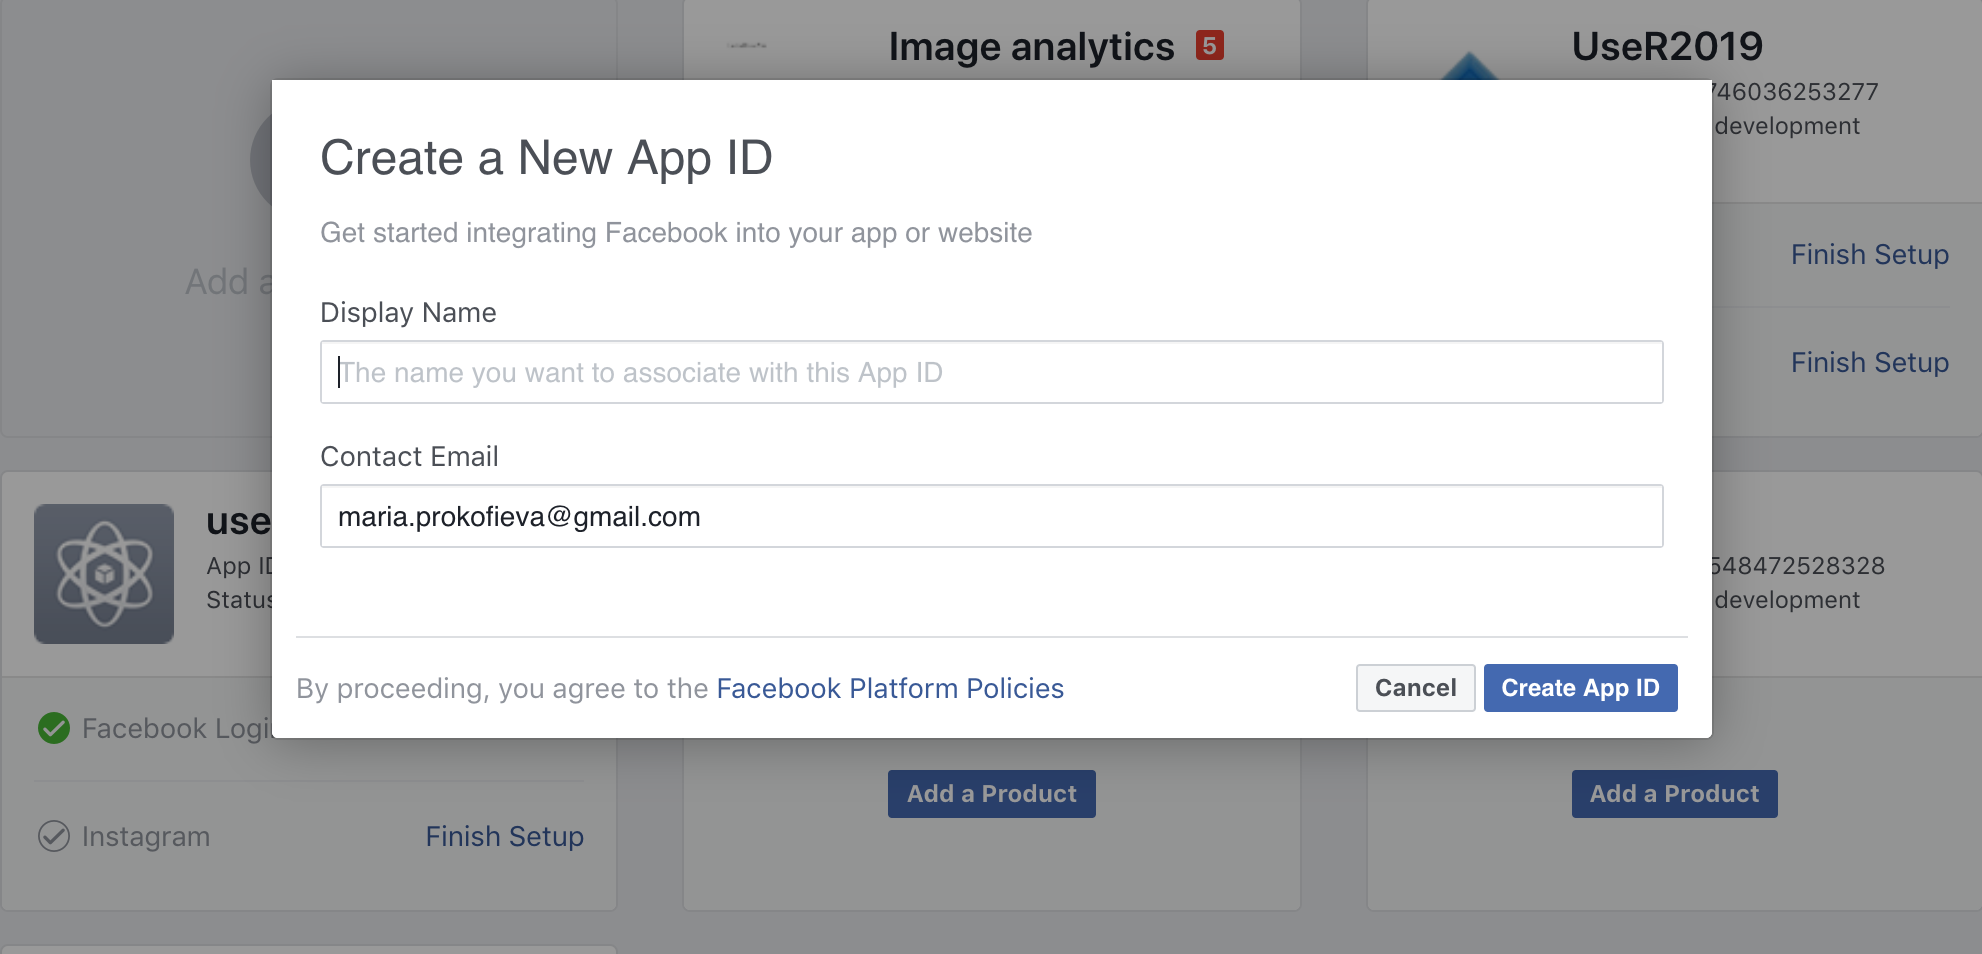 Image analytics 5
UseR2019
746036253277
development
Create a New App ID
Get started integrating Facebook into your app or website
Add a
Finish Setup
Display Name
The name you want to associate with this App ID
Finish Setup
Contact Email
maria.prokofieva@gmail.com
use
App ID
548472528328
Status
development
By proceeding, you agree to the Facebook Platform Policies
Cancel
Create App ID
Facebook Login
Add a Product
Add a Product
Instagram
Finish Setup